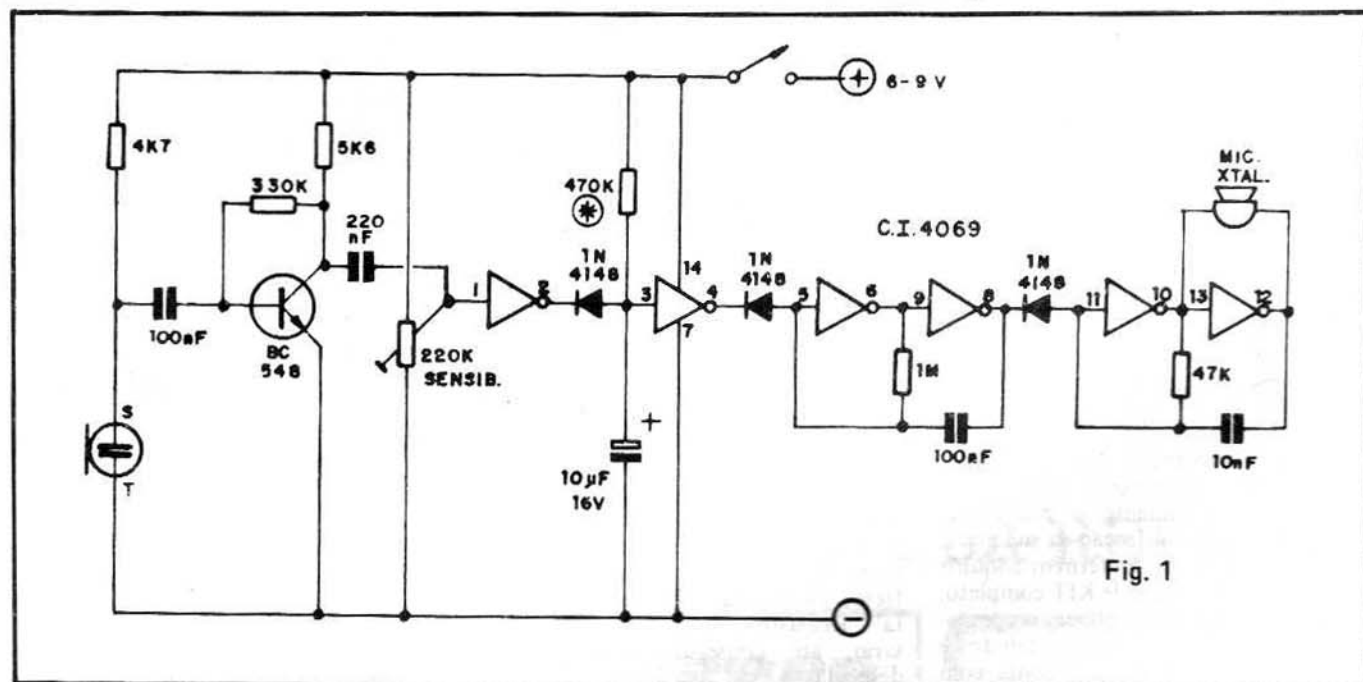 6-9 V
4K7
5K6
330K
470K
MIC.
XTAL.
220
nF
C.I.4069
1N
4148
1N
4148
1N
4148
14
1
2
3
4
5
6
9
8
11
10
13
12
7
100nF
BC
548
220K
SENSIB.
1M
47K
S
T
+
10µF
16V
100nF
10nF
Fig. 1